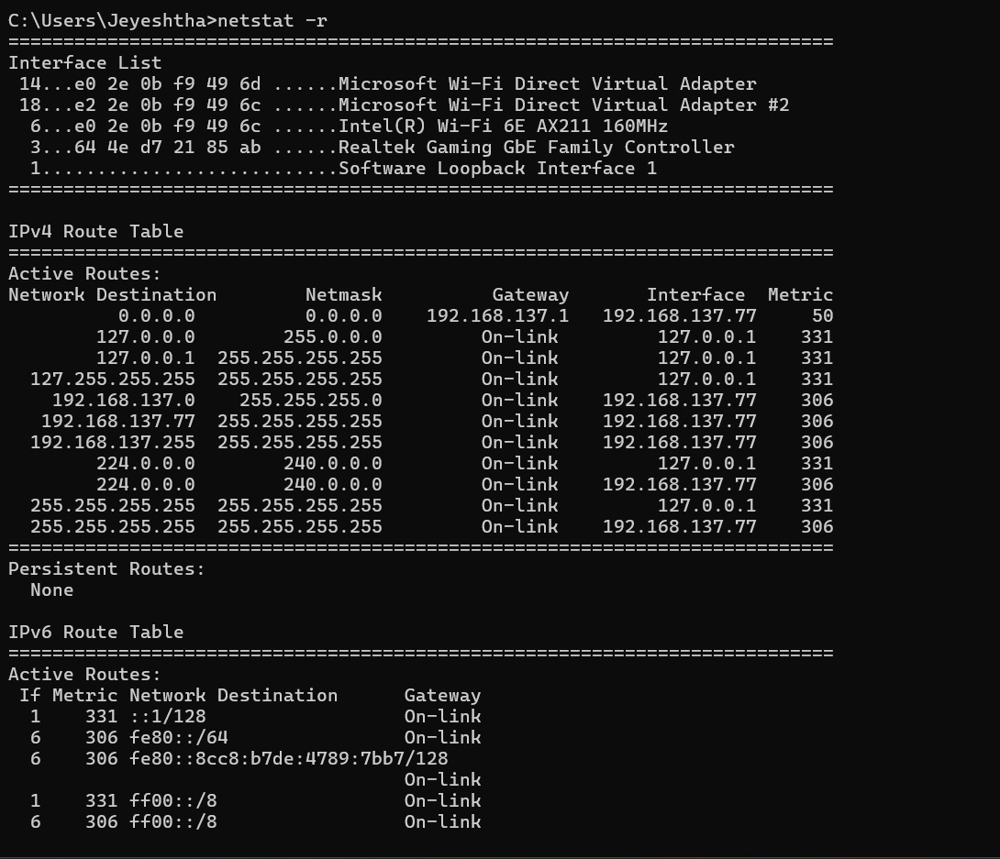 C:\Users\Jeyeshtha>netstat -r
===========================================================================
Interface List
 14...e0 2e 0b f9 49 6d ......Microsoft Wi-Fi Direct Virtual Adapter
 18...e2 2e 0b f9 49 6c ......Microsoft Wi-Fi Direct Virtual Adapter #2
  6...e0 2e 0b f9 49 6c ......Intel(R) Wi-Fi 6E AX211 160MHz
  3...64 4e d7 21 85 ab ......Realtek Gaming GbE Family Controller
  1...........................Software Loopback Interface 1
===========================================================================

IPv4 Route Table
===========================================================================
Active Routes:
Network Destination        Netmask          Gateway       Interface  Metric
          0.0.0.0          0.0.0.0    192.168.137.1   192.168.137.77     50
        127.0.0.0        255.0.0.0         On-link         127.0.0.1    331
        127.0.0.1  255.255.255.255         On-link         127.0.0.1    331
  127.255.255.255  255.255.255.255         On-link         127.0.0.1    331
    192.168.137.0    255.255.255.0         On-link    192.168.137.77    306
   192.168.137.77  255.255.255.255         On-link    192.168.137.77    306
  192.168.137.255  255.255.255.255         On-link    192.168.137.77    306
        224.0.0.0        240.0.0.0         On-link         127.0.0.1    331
        224.0.0.0        240.0.0.0         On-link    192.168.137.77    306
  255.255.255.255  255.255.255.255         On-link         127.0.0.1    331
  255.255.255.255  255.255.255.255         On-link    192.168.137.77    306
===========================================================================
Persistent Routes:
  None

IPv6 Route Table
===========================================================================
Active Routes:
 If Metric Network Destination      Gateway
  1    331 ::1/128                  On-link
  6    306 fe80::/64                On-link
  6    306 fe80::8cc8:b7de:4789:7bb7/128
                                    On-link
  1    331 ff00::/8                 On-link
  6    306 ff00::/8                 On-link